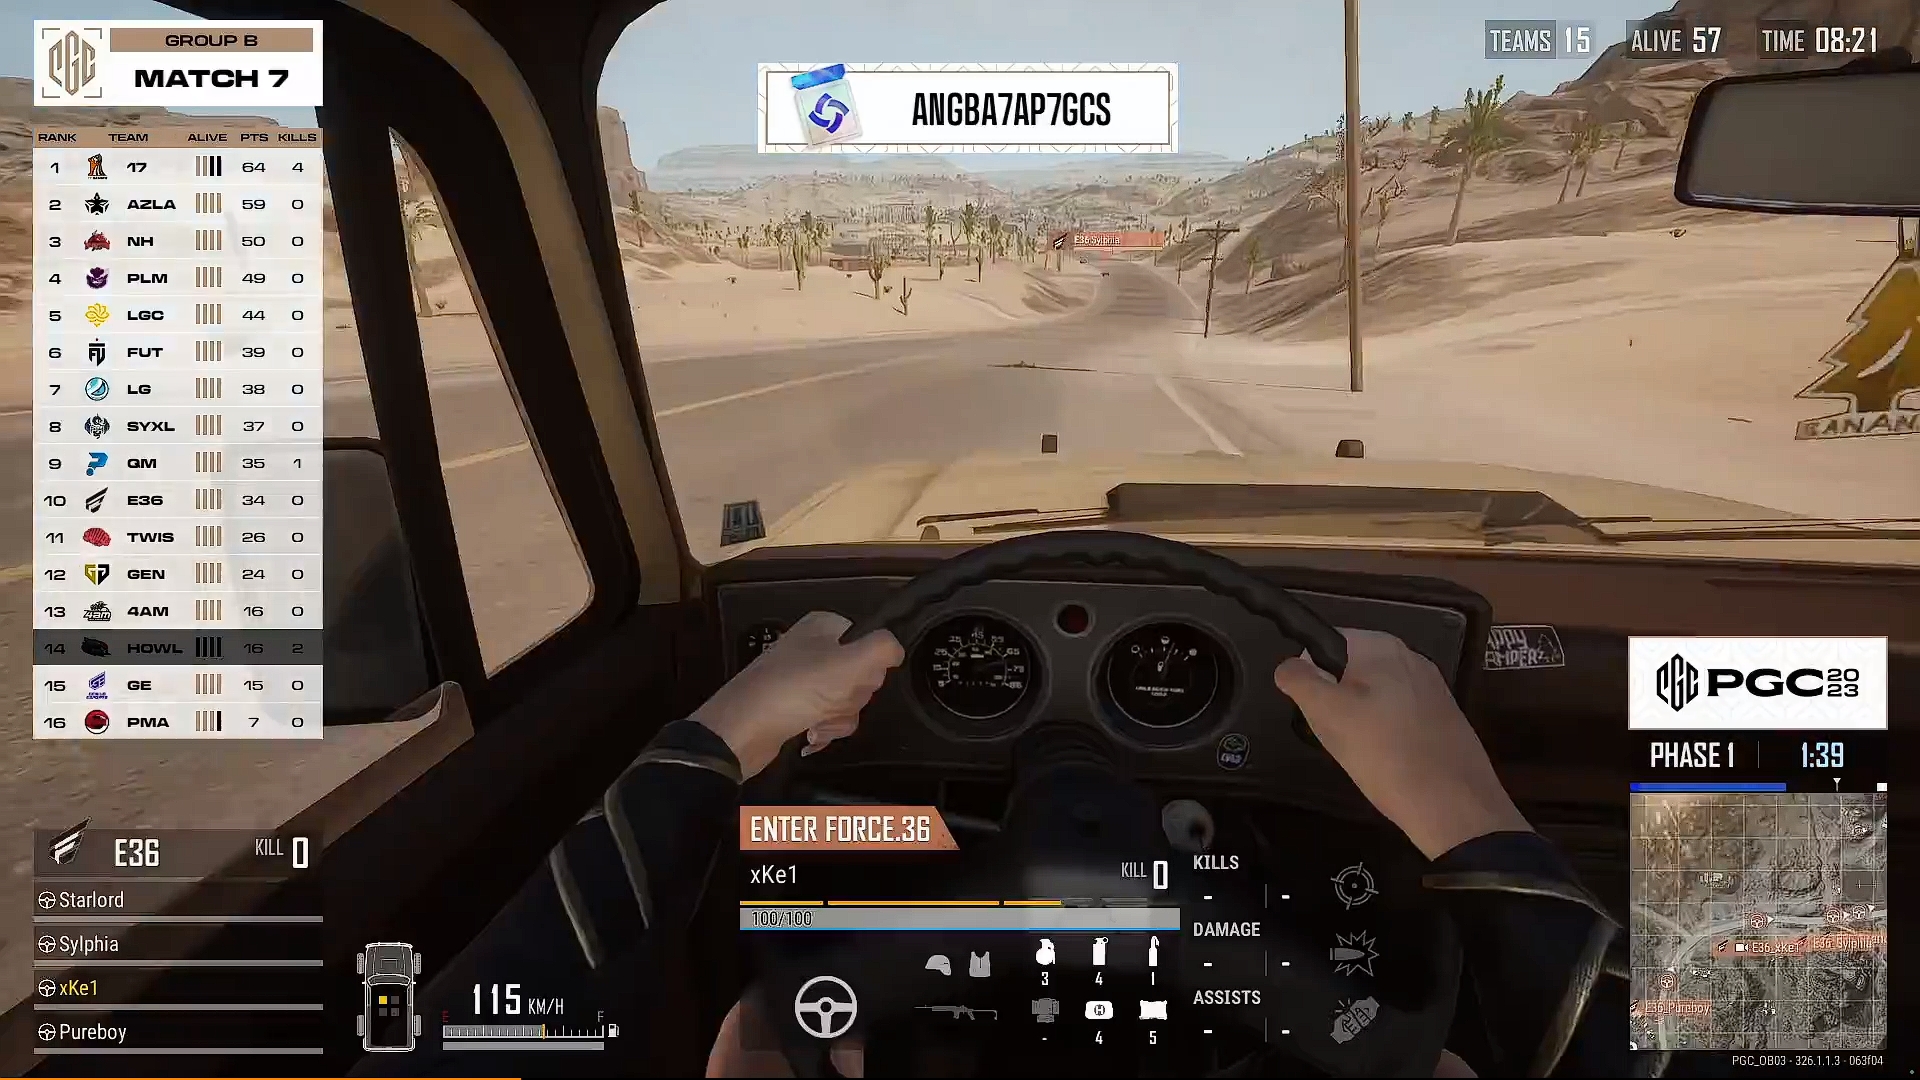 GROUP B
MATCH 7
RANK TEAM ALIVE PTS KILLS
1 17 64 4
2 AZLA 59 0
3 NH 50 0
4 PLM 49 0
5 LGC 44 0
6 FUT 39 0
7 LG 38 0
8 SYXL 37 0
9 QM 35 1
10 E36 34 0
11 TWIS 26 0
12 GEN 24 0
13 4AM 16 0
14 HOWL 16 2
15 GE 15 0
16 PMA 7 0
ANGBA7AP7GCS
TEAMS 15 ALIVE 57 TIME 08:21
E36 Sylphia
PGC 2023
PHASE 1 1:39
E36_xKe1
E36_Pureboy
PGC_OB03 - 326.1.1.3 - 063f04
E36 KILL 0
Starlord
Sylphia
xKe1
Pureboy
115 KM/H
E F
ENTER FORCE.36
xKe1 KILL 0
100/100
3 4 1
- 4 5
KILLS
- -
DAMAGE
- -
ASSISTS
- -